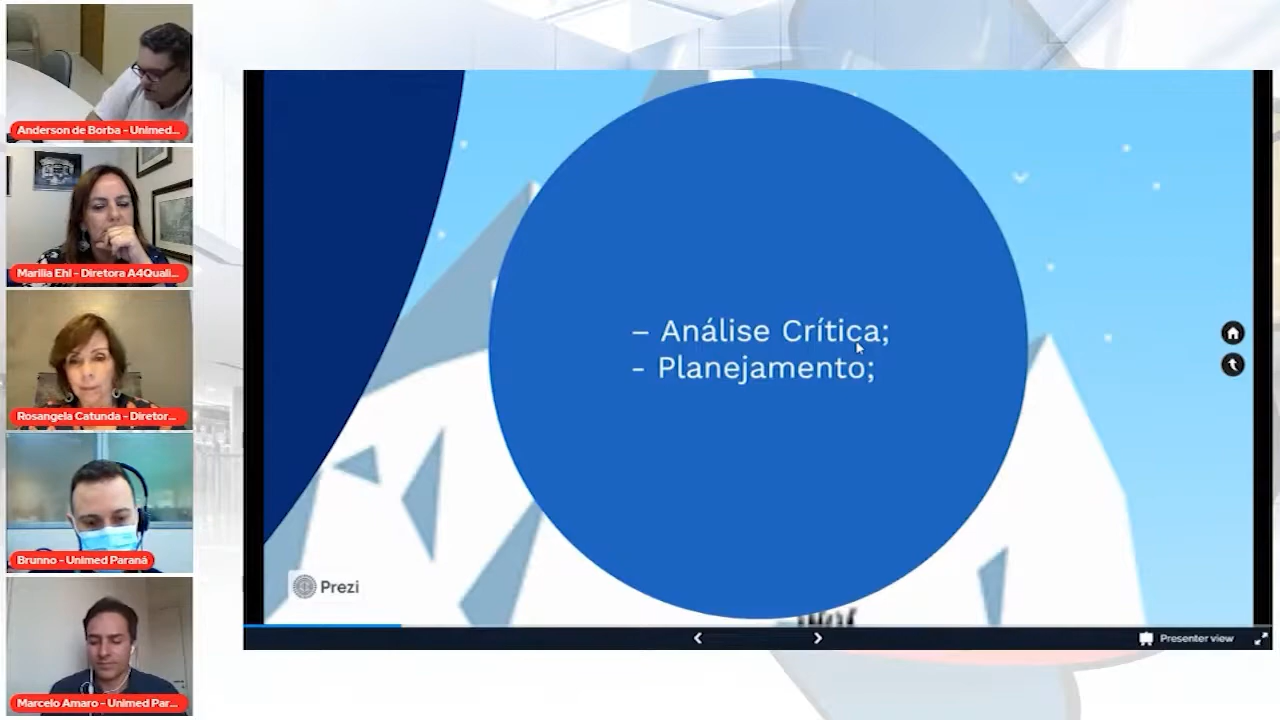 Anderson de Borba - Unimed...
Marília Ehl - Diretora A4Quali...
Rosangela Catunda - Diretor...
Brunno - Unimed Paraná
Marcelo Amaro - Unimed Par...
– Análise Crítica;
- Planejamento;
Prezi
Presenter view